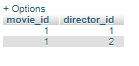 + Options
movie_id director_id
1 1
1 2